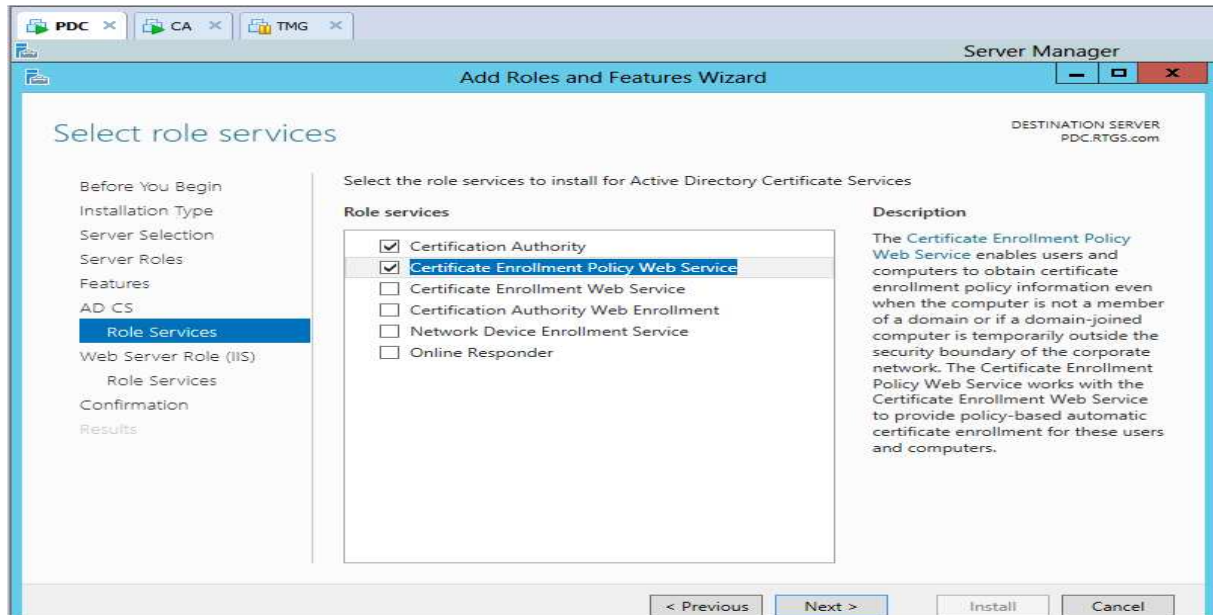 PDC CA TMG
Server Manager
Add Roles and Features Wizard
Select role services
DESTINATION SERVER
PDC.RTGS.com
Before You Begin
Installation Type
Server Selection
Server Roles
Features
AD CS
Role Services
Web Server Role (IIS)
Role Services
Confirmation
Results
Select the role services to install for Active Directory Certificate Services
Role services
Certification Authority
Certificate Enrollment Policy Web Service
Certificate Enrollment Web Service
Certification Authority Web Enrollment
Network Device Enrollment Service
Online Responder
Description
The Certificate Enrollment Policy
Web Service enables users and
computers to obtain certificate
enrollment policy information even
when the computer is not a member
of a domain or if a domain-joined
computer is temporarily outside the
security boundary of the corporate
network. The Certificate Enrollment
Policy Web Service works with the
Certificate Enrollment Web Service
to provide policy-based automatic
certificate enrollment for these users
and computers.
< Previous Next > Install Cancel